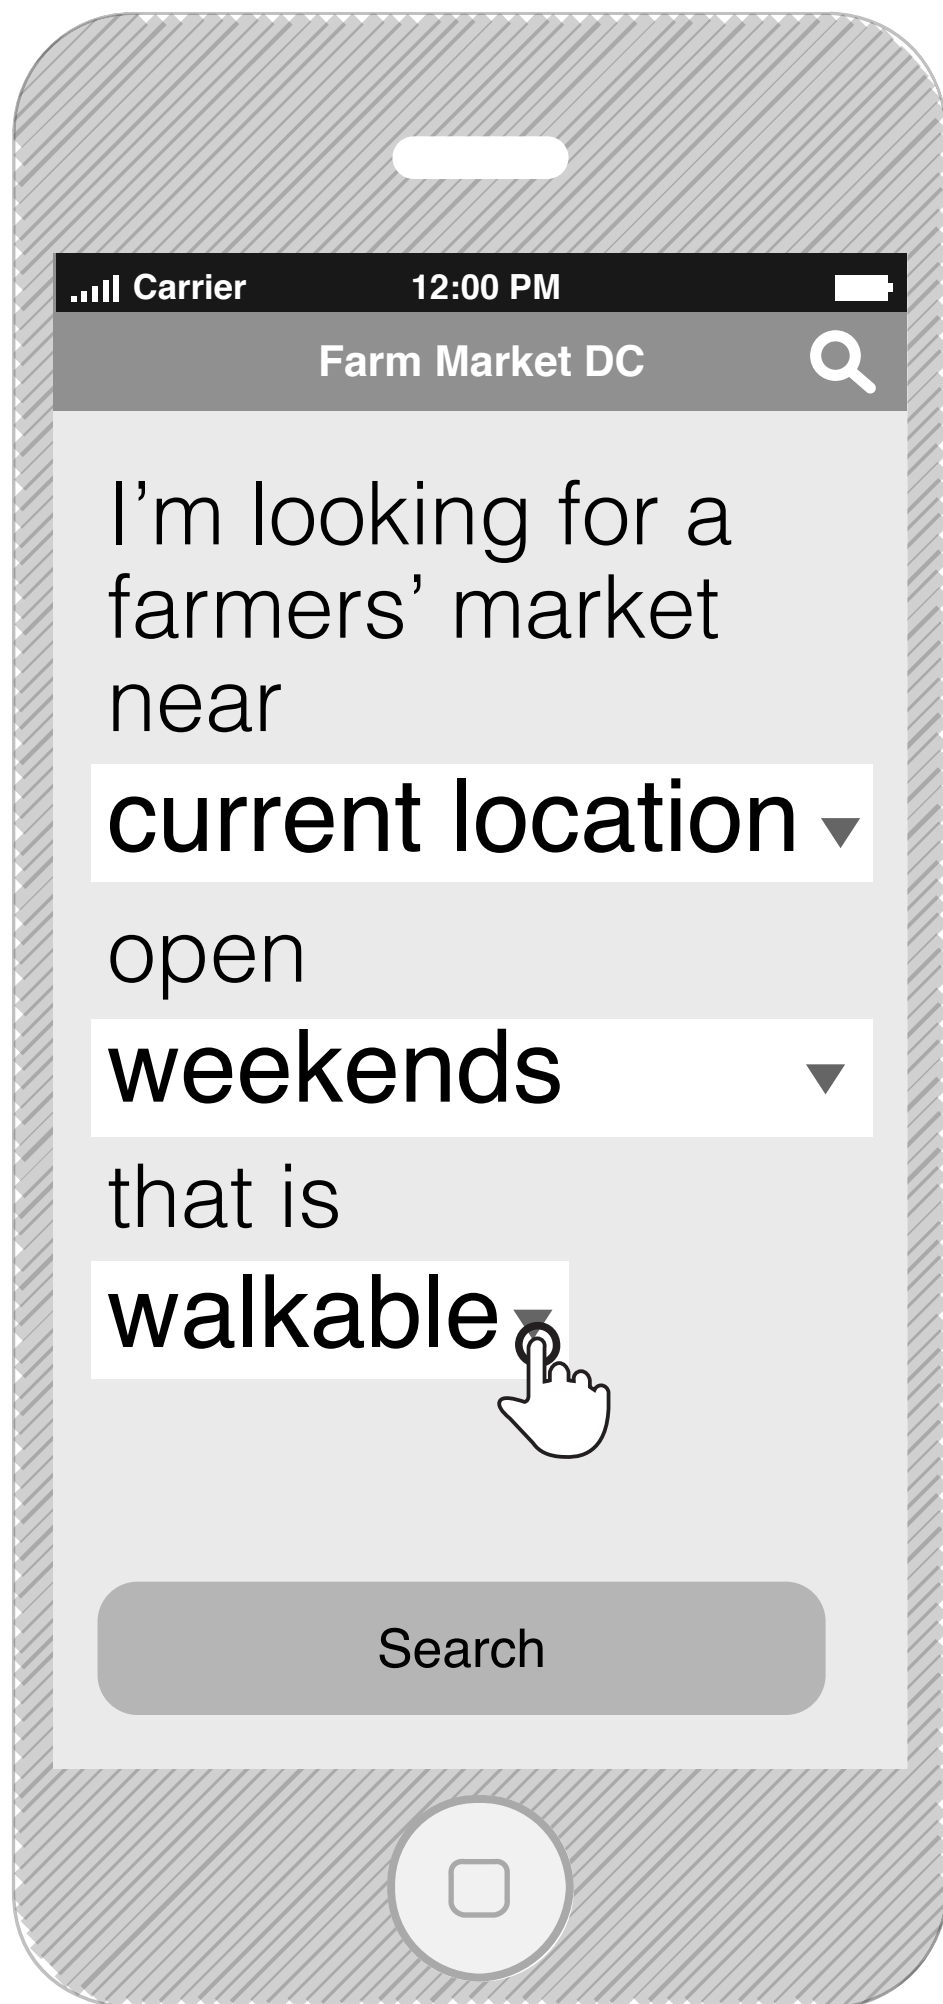 Carrier 12:00 PM
Farm Market DC
I’m looking for a
farmers’ market
near
current location
open
weekends
that is
walkable
Search